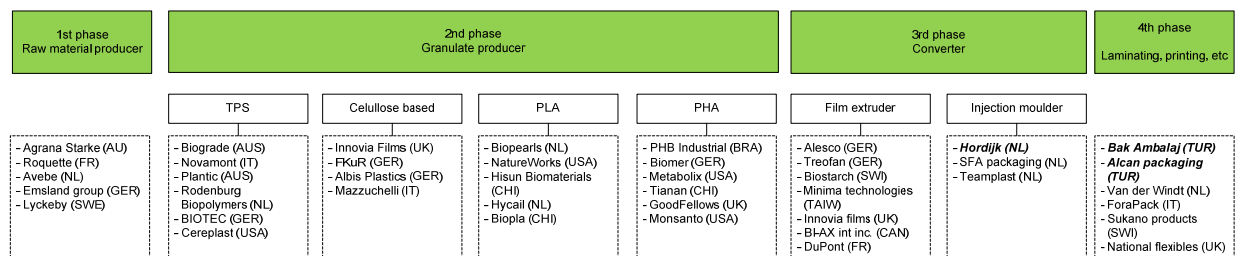 1st phase
Raw material producer
2nd phase
Granulate producer
3rd phase
Converter
4th phase
Laminating, printing, etc
TPS
Celullose based
PLA
PHA
Film extruder
Injection moulder
- Agrana Starke (AU)
- Roquette (FR)
- Avebe (NL)
- Emsland group (GER)
- Lyckeby (SWE)
- Biograde (AUS)
- Novamont (IT)
- Plantic (AUS)
- Rodenburg
Biopolymers (NL)
- BIOTEC (GER)
- Cereplast (USA)
- Innovia Films (UK)
- FKuR (GER)
- Albis Plastics (GER)
- Mazzuchelli (IT)
- Biopearls (NL)
- NatureWorks (USA)
- Hisun Biomaterials
(CHI)
- Hycail (NL)
- Biopla (CHI)
- PHB Industrial (BRA)
- Biomer (GER)
- Metabolix (USA)
- Tianan (CHI)
- GoodFellows (UK)
- Monsanto (USA)
- Alesco (GER)
- Treofan (GER)
- Biostarch (SWI)
- Minima technologies
(TAIW)
- Innovia films (UK)
- BI-AX int inc. (CAN)
- DuPont (FR)
- Hordijk (NL)
- SFA packaging (NL)
- Teamplast (NL)
- Bak Ambalaj (TUR)
- Alcan packaging
(TUR)
- Van der Windt (NL)
- ForaPack (IT)
- Sukano products
(SWI)
- National flexibles (UK)